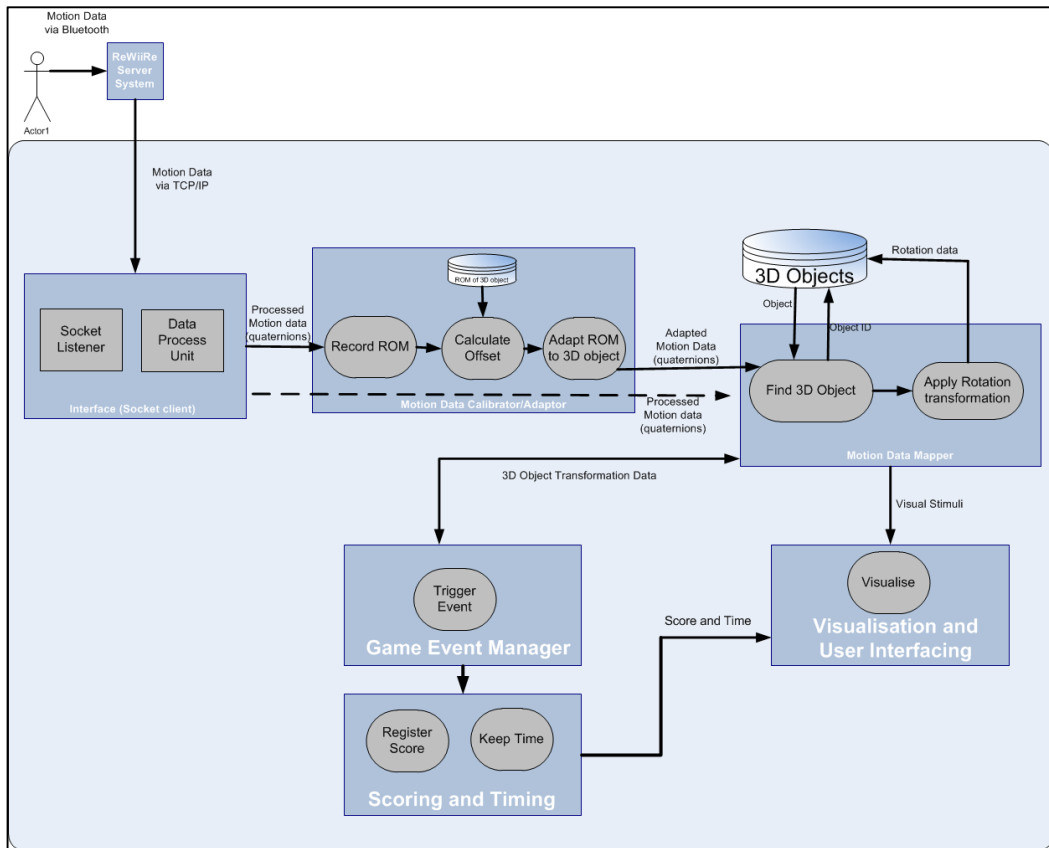 Motion Data
via Bluetooth
ReWiiRe
Server
System
Actor1
Motion Data
via TCP/IP
Socket
Listener
Data
Process
Unit
Interface (Socket client)
Processed
Motion data
(quaternions)
ROM of 3D object
Record ROM
Calculate
Offset
Adapt ROM
to 3D object
Motion Data Calibrator/Adaptor
Adapted
Motion Data
(quaternions)
Processed
Motion data
(quaternions)
3D Objects
Rotation data
Object
Object ID
Find 3D Object
Apply Rotation
transformation
Motion Data Mapper
3D Object Transformation Data
Visual Stimuli
Trigger
Event
Game Event Manager
Visualise
Visualisation and
User Interfacing
Score and Time
Register
Score
Keep Time
Scoring and Timing